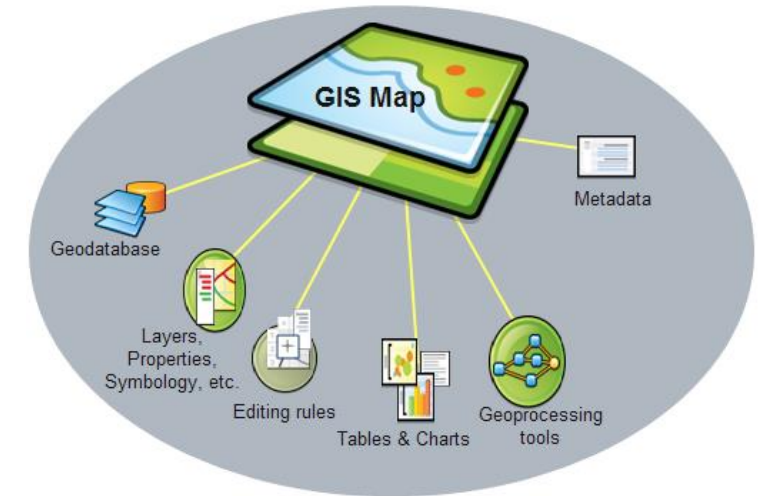 GIS Map
Metadata
Geodatabase
Layers,
Properties,
Symbology, etc.
Editing rules
Tables & Charts
Geoprocessing
tools